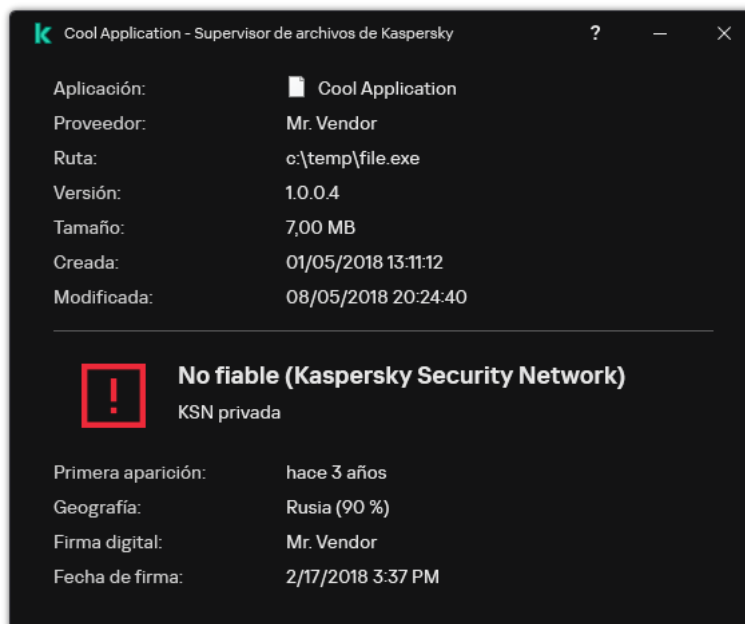 Cool Application - Supervisor de archivos de Kaspersky ?
Aplicación: Cool Application
Proveedor: Mr. Vendor
Ruta: c:\temp\file.exe
Versión: 1.0.0.4
Tamaño: 7,00 MB
Creada: 01/05/2018 13:11:12
Modificada: 08/05/2018 20:24:40
No fiable (Kaspersky Security Network)
KSN privada
Primera aparición: hace 3 años
Geografía: Rusia (90 %)
Firma digital: Mr. Vendor
Fecha de firma: 2/17/2018 3:37 PM